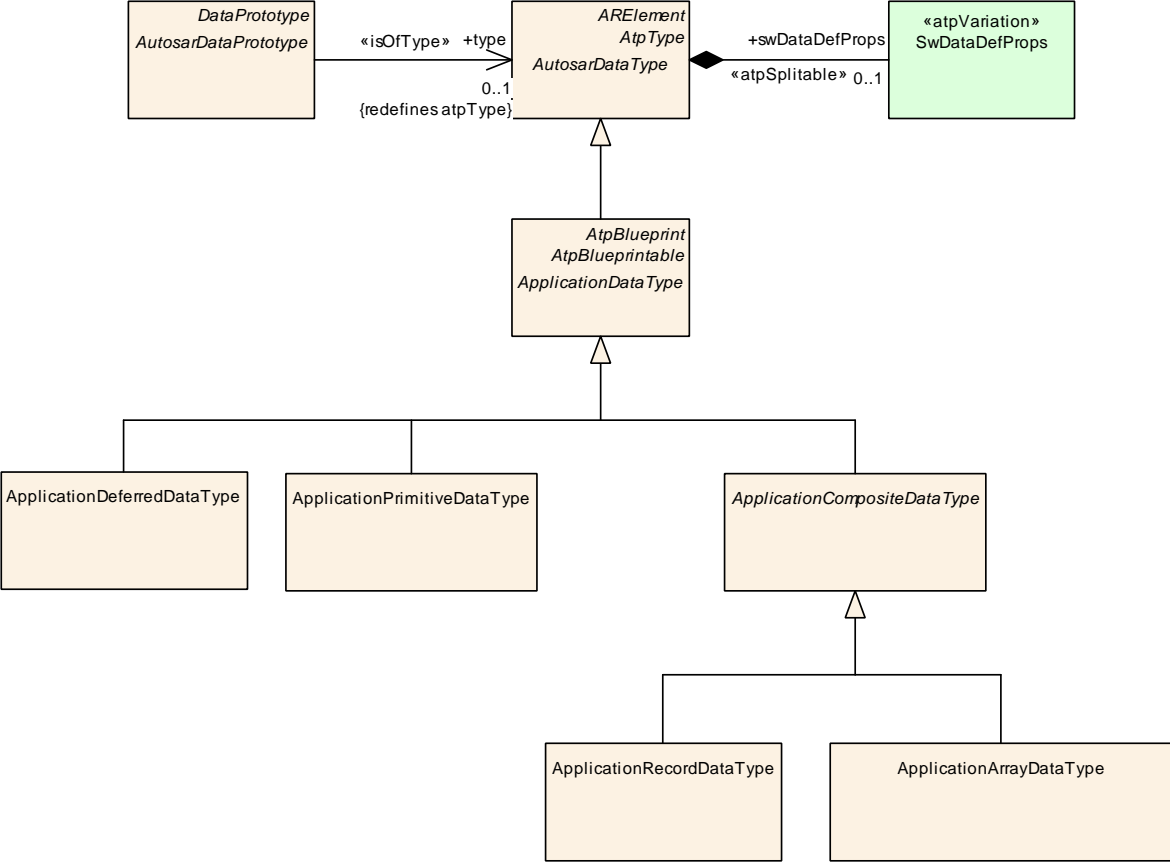 DataPrototype
AutosarDataPrototype
«isOfType» +type
0..1
{redefines atpType}
ARElement
AtpType
AutosarDataType
+swDataDefProps
«atpSplitable» 0..1
«atpVariation»
SwDataDefProps
AtpBlueprint
AtpBlueprintable
ApplicationDataType
ApplicationDeferredDataType
ApplicationPrimitiveDataType
ApplicationCompositeDataType
ApplicationRecordDataType
ApplicationArrayDataType